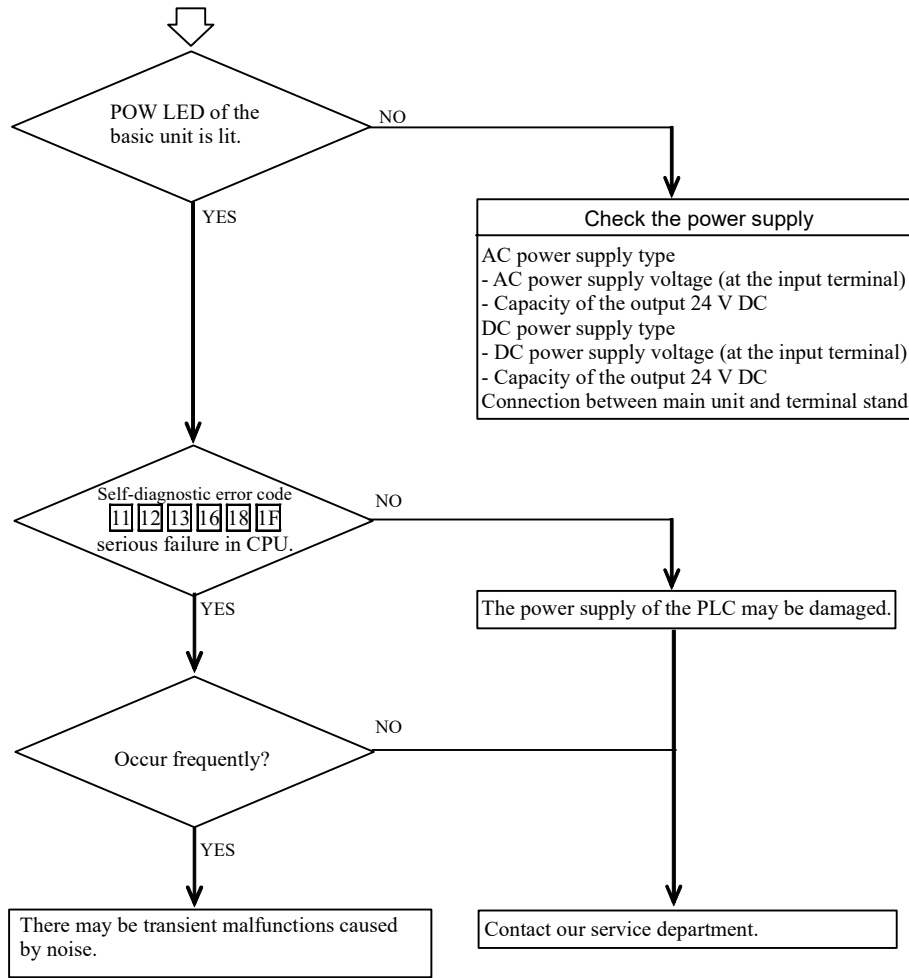 POW LED of the
basic unit is lit.
NO
YES
Check the power supply
AC power supply type
- AC power supply voltage (at the input terminal)
- Capacity of the output 24 V DC
DC power supply type
- DC power supply voltage (at the input terminal)
- Capacity of the output 24 V DC
Connection between main unit and terminal stand
Self-diagnostic error code
11 12 13 16 18 1F
serious failure in CPU.
NO
YES
The power supply of the PLC may be damaged.
Occur frequently?
NO
YES
There may be transient malfunctions caused
by noise.
Contact our service department.